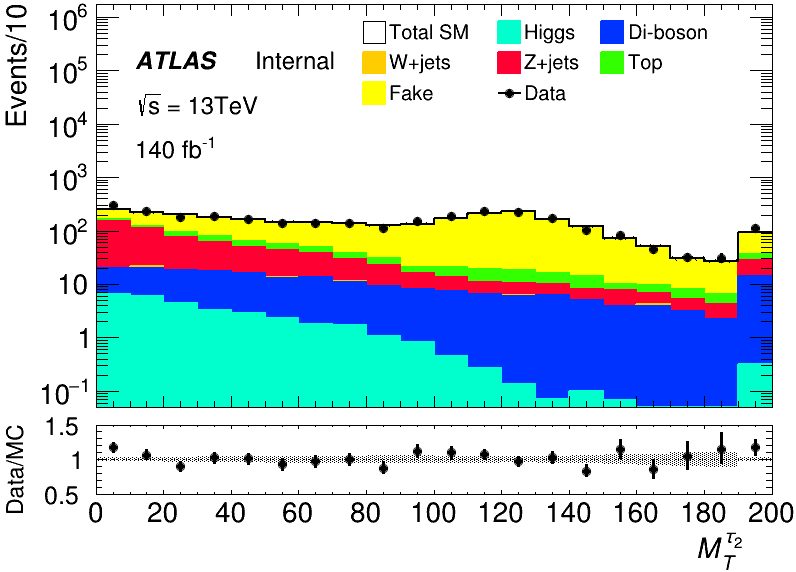 Events/10
10⁶
10⁵
10⁴
10³
10²
10
1
10⁻¹
ATLAS Internal
√s = 13TeV
140 fb⁻¹
Total SM
Higgs
Di-boson
W+jets
Z+jets
Top
Fake
Data
Data/MC
1.5
1
0.5
0 20 40 60 80 100 120 140 160 180 200
M_T^τ₂